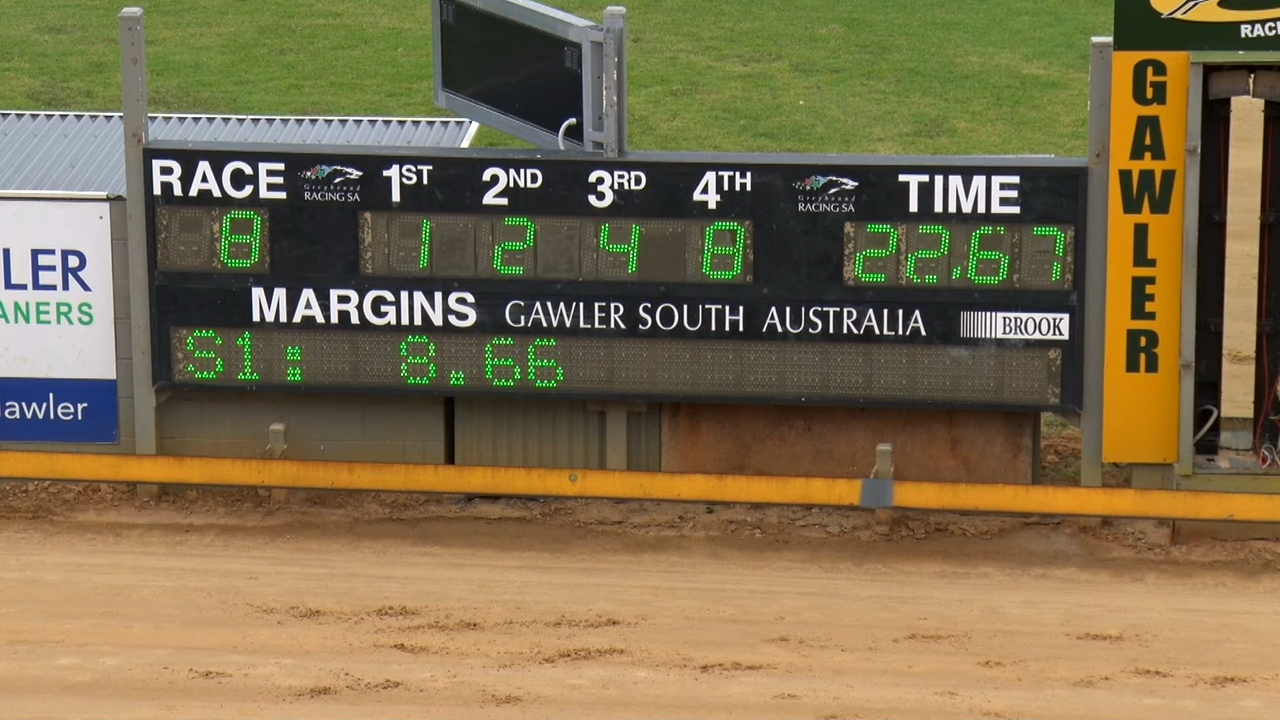 RACI
RACE Greyhound RACING SA 1ST 2ND 3RD 4TH Greyhound RACING SA TIME
8 1 2 4 8 22.67
MARGINS GAWLER SOUTH AUSTRALIA BROOK
S1: 8.66
LER
ANERS
awler
GAWLER